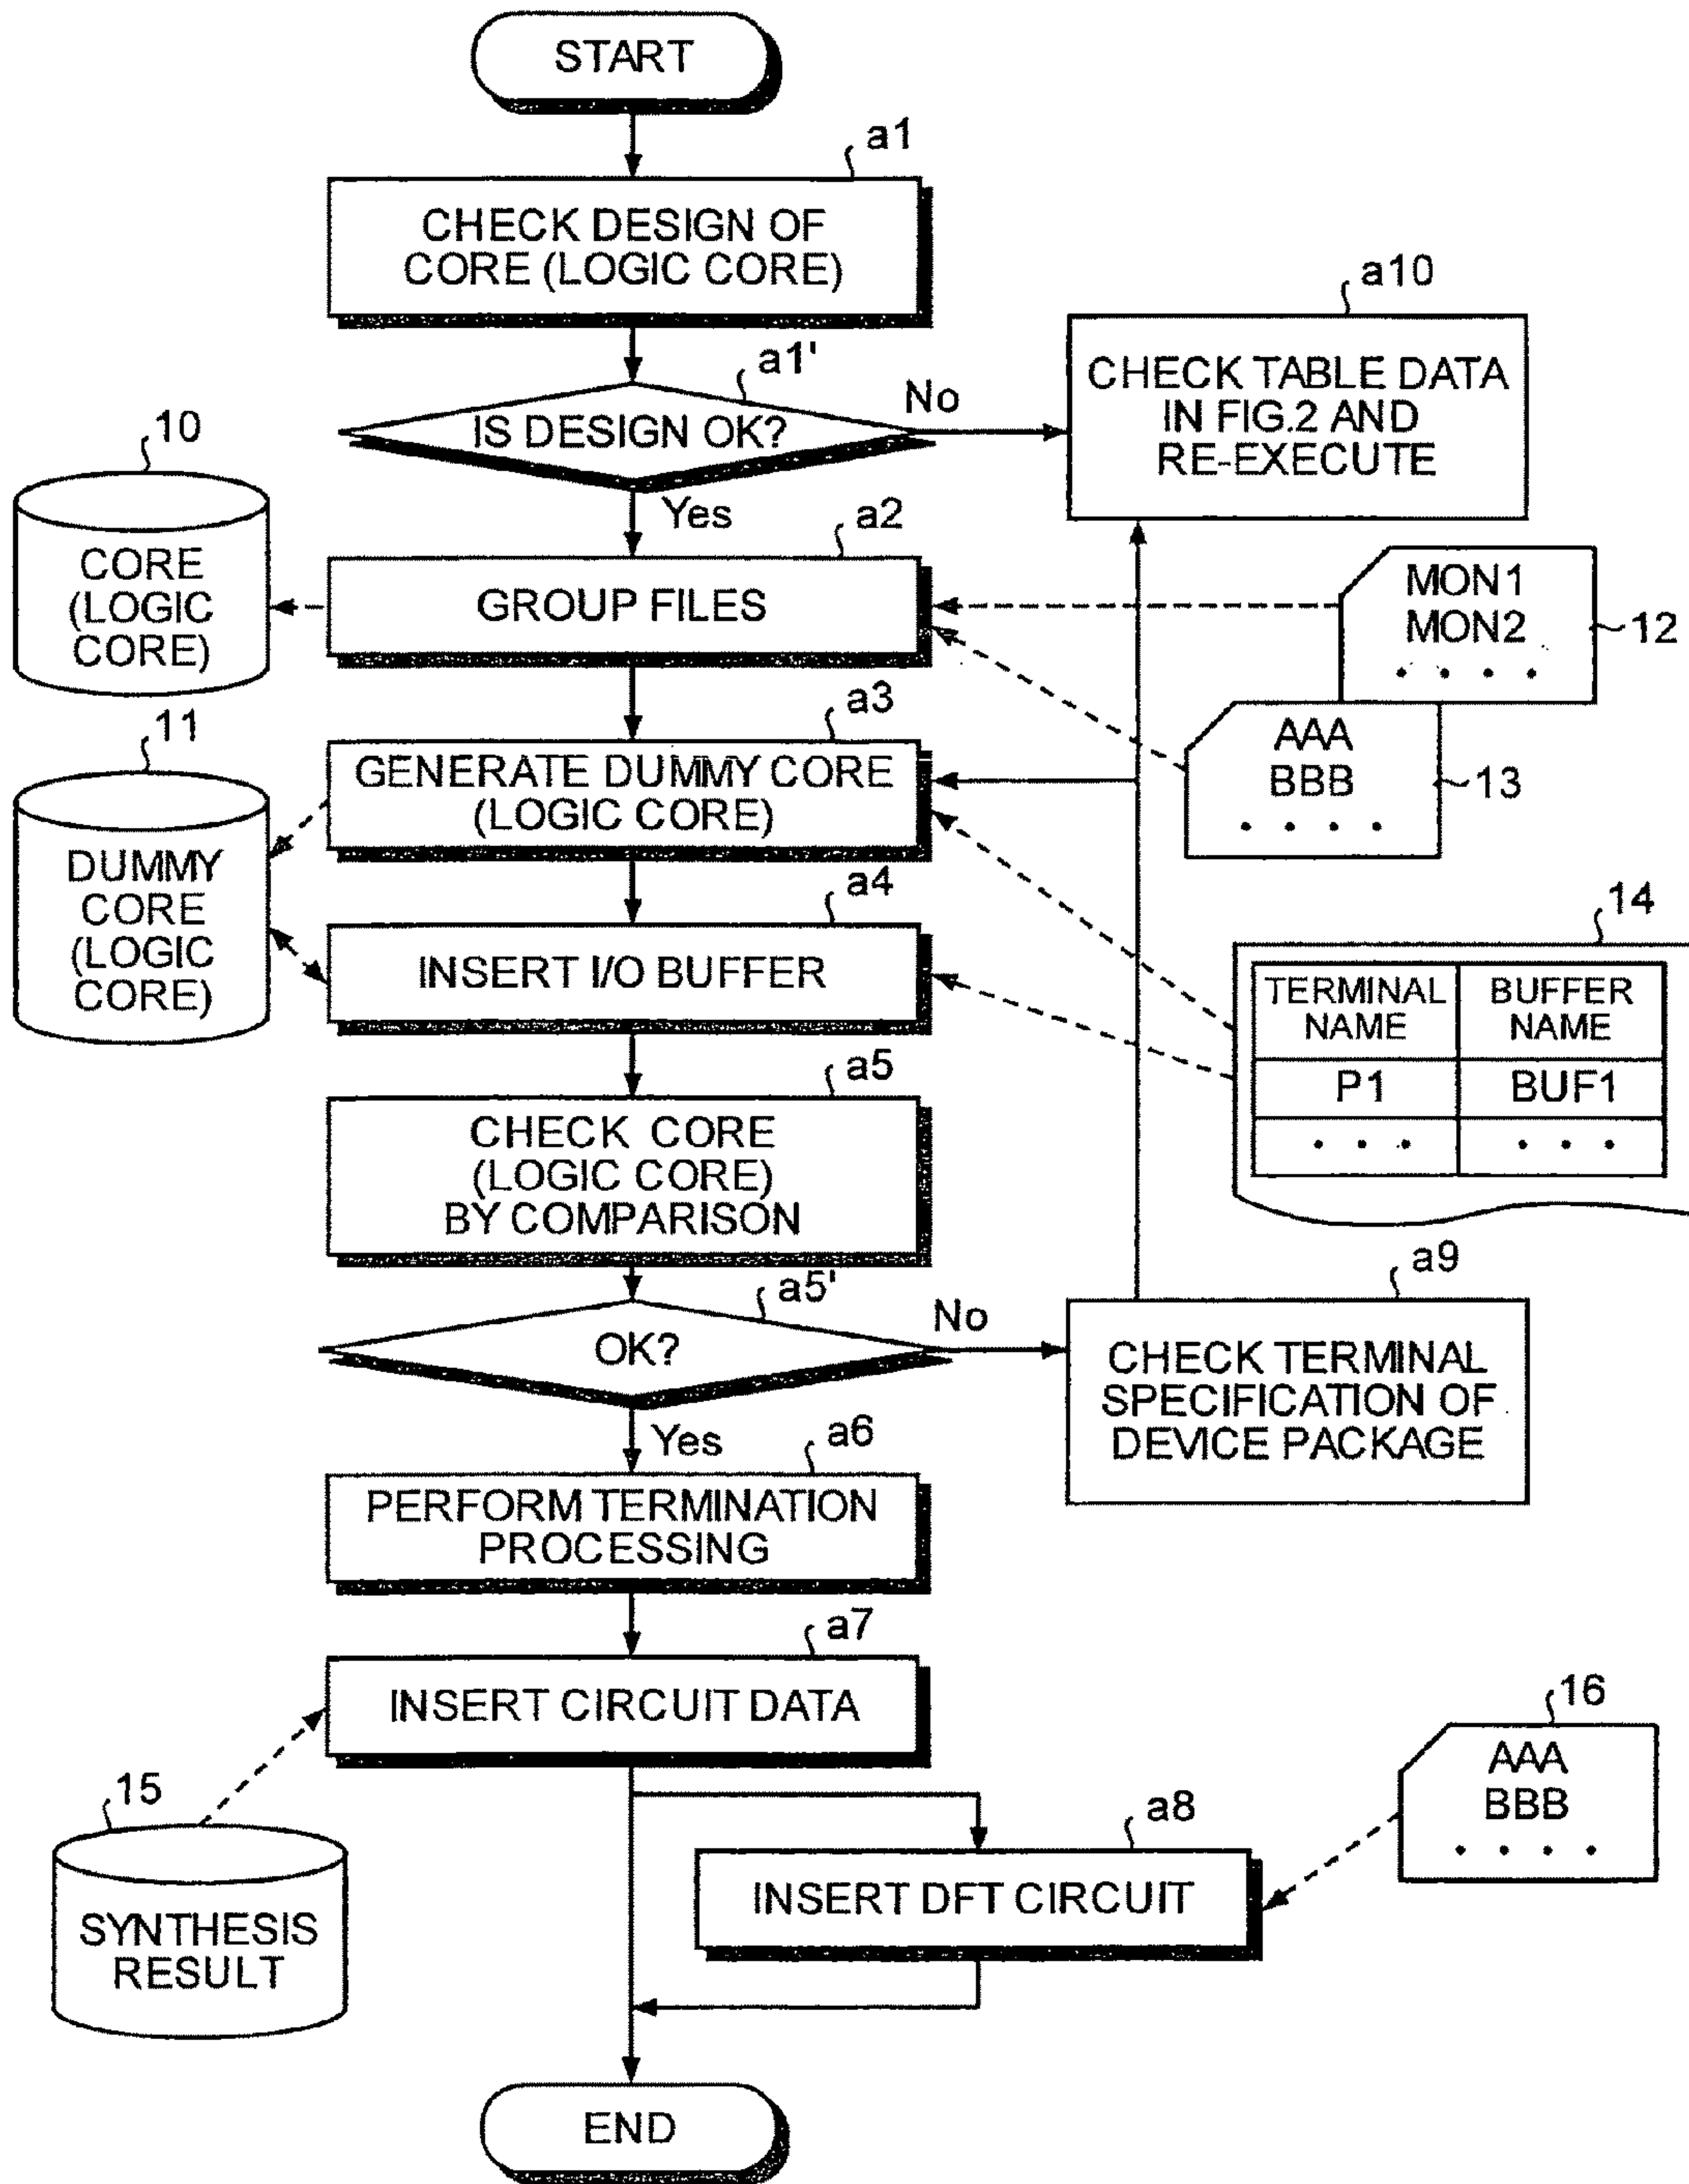 START
a1
CHECK DESIGN OF
CORE (LOGIC CORE)
a10
CHECK TABLE DATA
IN FIG.2 AND
RE-EXECUTE
a1'
IS DESIGN OK?
No
Yes
10
CORE
(LOGIC
CORE)
a2
GROUP FILES
MON1
MON2
. . . .
12
AAA
BBB
. . . .
13
11
DUMMY
CORE
(LOGIC
CORE)
a3
GENERATE DUMMY CORE
(LOGIC CORE)
a4
INSERT I/O BUFFER
14
TERMINAL
NAME
BUFFER
NAME
P1
BUF1
. . .
. . .
a5
CHECK CORE
(LOGIC CORE)
BY COMPARISON
a5'
OK?
No
Yes
a9
CHECK TERMINAL
SPECIFICATION OF
DEVICE PACKAGE
a6
PERFORM TERMINATION
PROCESSING
a7
INSERT CIRCUIT DATA
15
SYNTHESIS
RESULT
a8
INSERT DFT CIRCUIT
16
AAA
BBB
. . . .
END